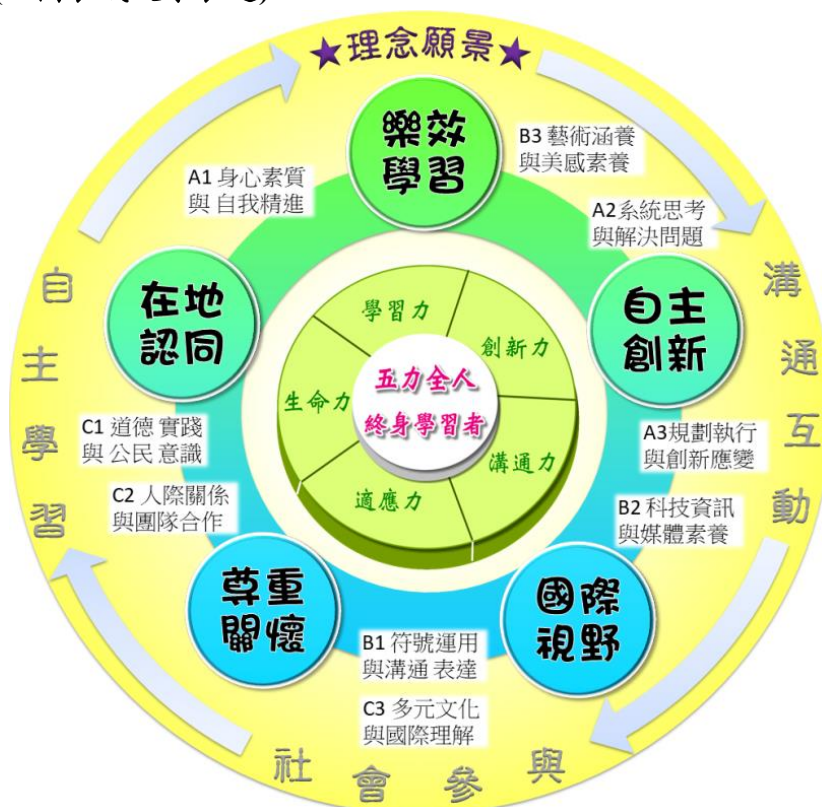 ★理念願景★
樂效
學習
B3 藝術涵養
與美感素養
A1 身心素質
與 自我精進
A2系統思考
與解決問題
在地
認同
自主
創新
學習力
創新力
生命力
溝通力
適應力
五力全人
終身學習者
C1 道德 實踐
與 公民 意識
C2 人際關係
與團隊合作
A3規劃執行
與創新應變
B2 科技資訊
與媒體素養
尊重
關懷
國際
視野
B1 符號運用
與溝通 表達
C3 多元文化
與國際理解
自主學習
溝通互動
社會參與